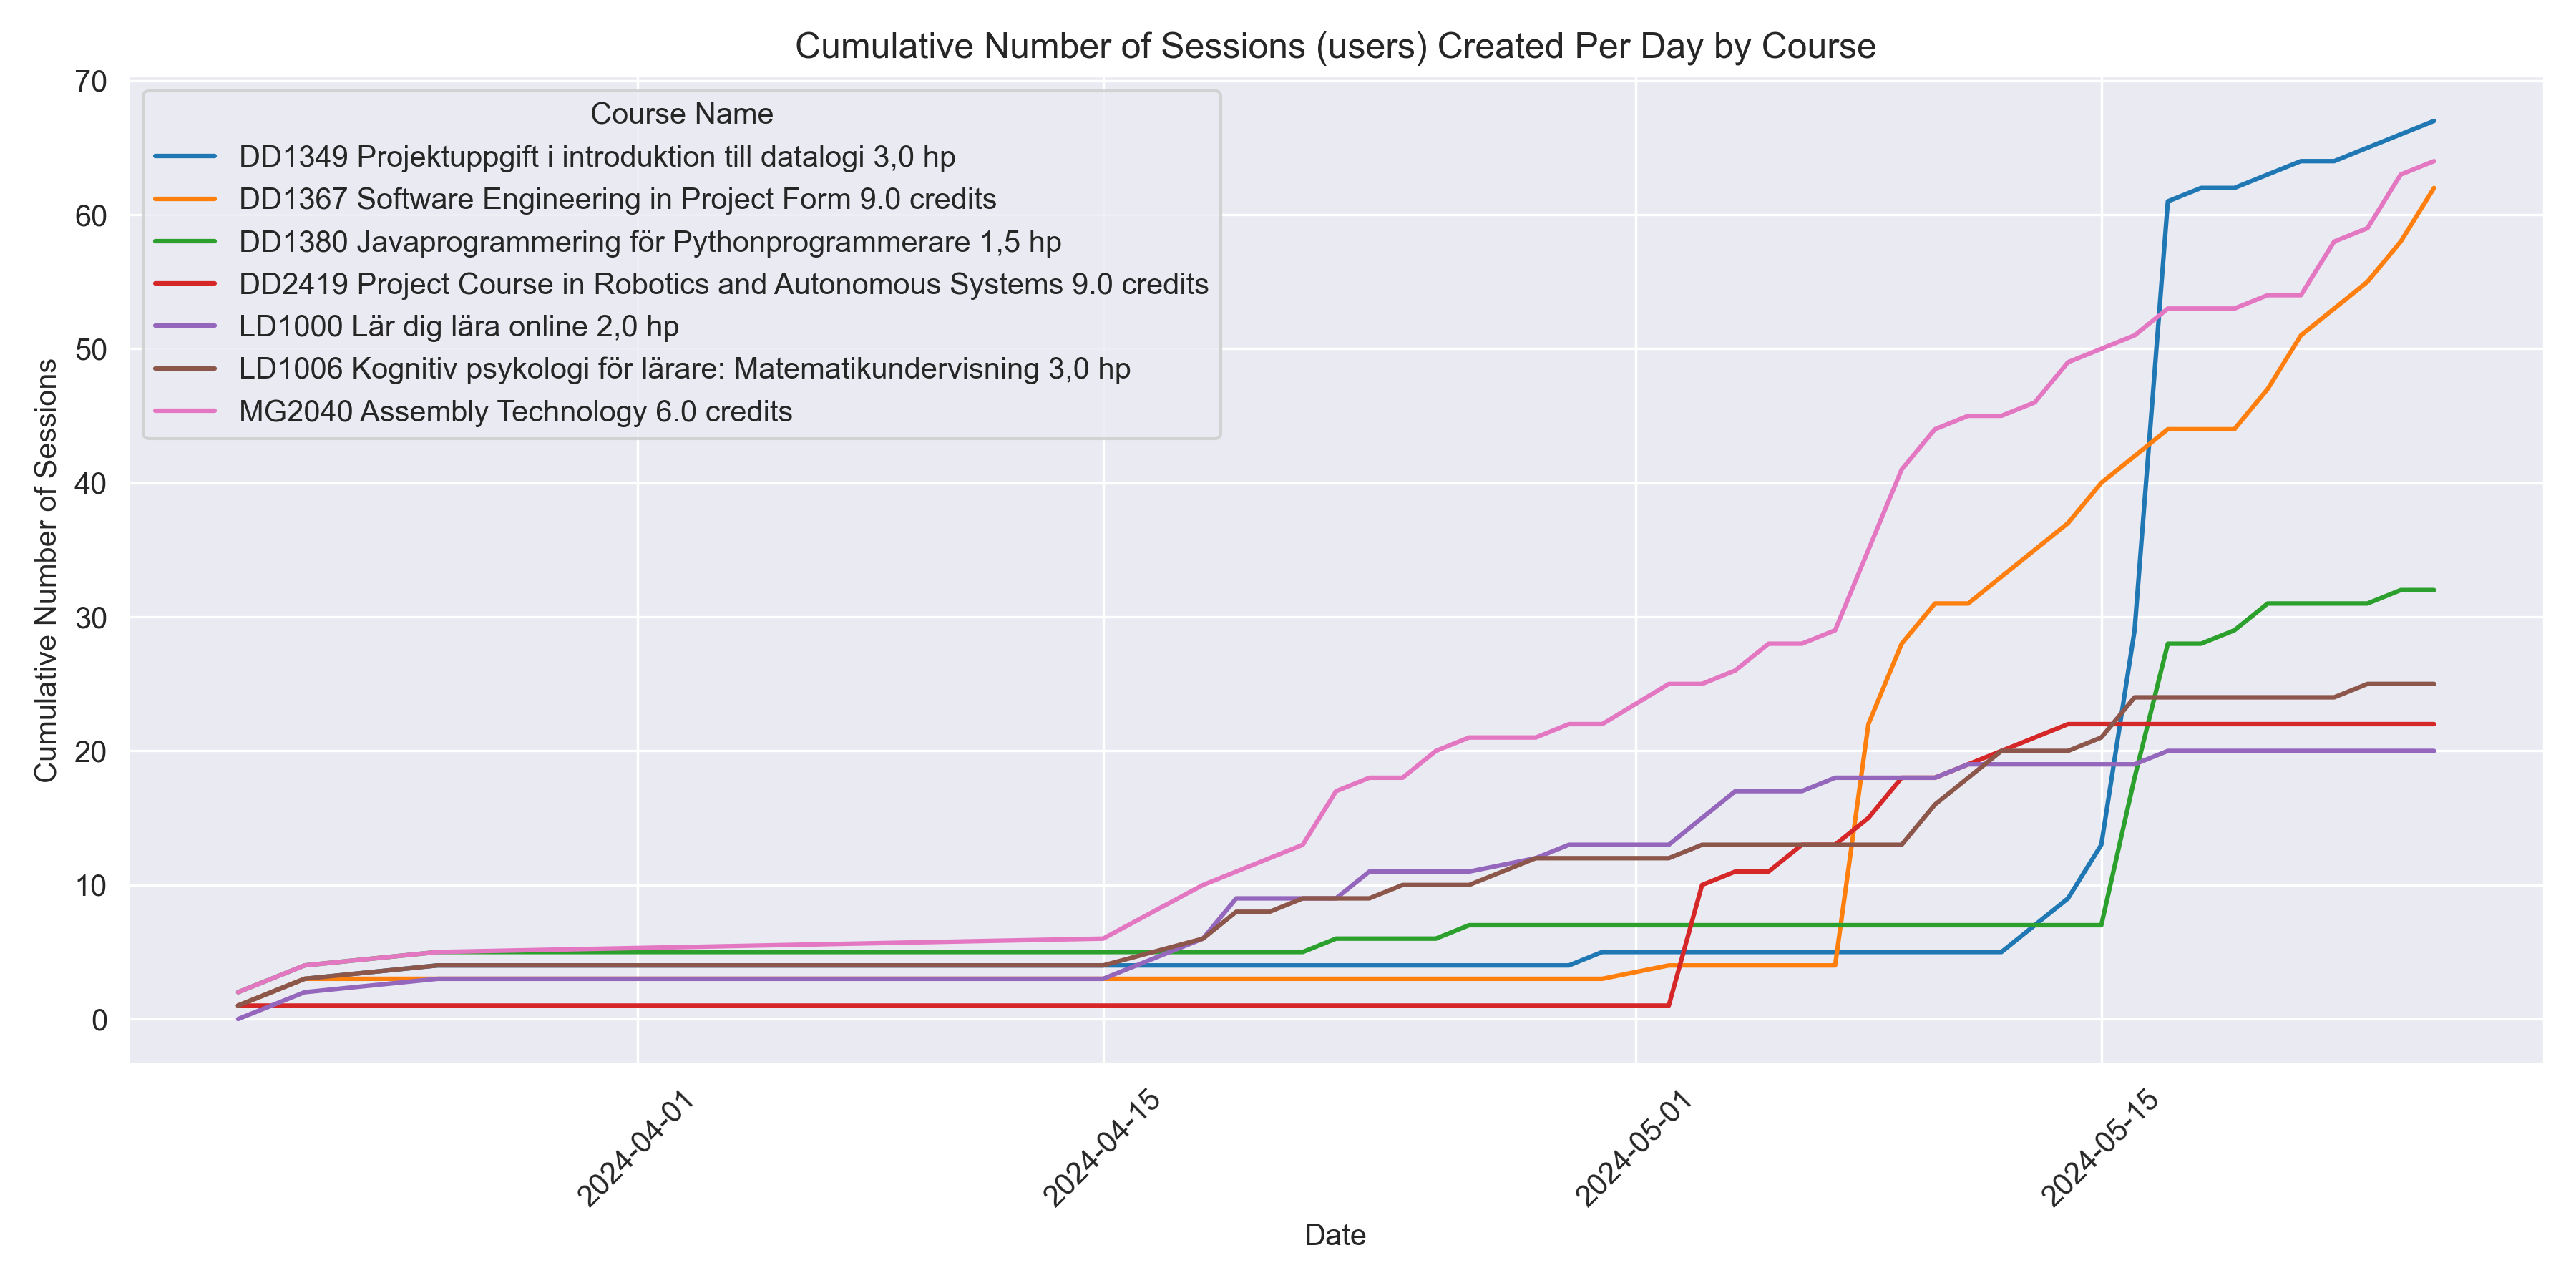 Cumulative Number of Sessions (users) Created Per Day by Course
70
60
50
40
30
20
10
0
Cumulative Number of Sessions
Course Name
DD1349 Projektuppgift i introduktion till datalogi 3,0 hp
DD1367 Software Engineering in Project Form 9.0 credits
DD1380 Javaprogrammering för Pythonprogrammerare 1,5 hp
DD2419 Project Course in Robotics and Autonomous Systems 9.0 credits
LD1000 Lär dig lära online 2,0 hp
LD1006 Kognitiv psykologi för lärare: Matematikundervisning 3,0 hp
MG2040 Assembly Technology 6.0 credits
2024-04-01
2024-04-15
2024-05-01
2024-05-15
Date